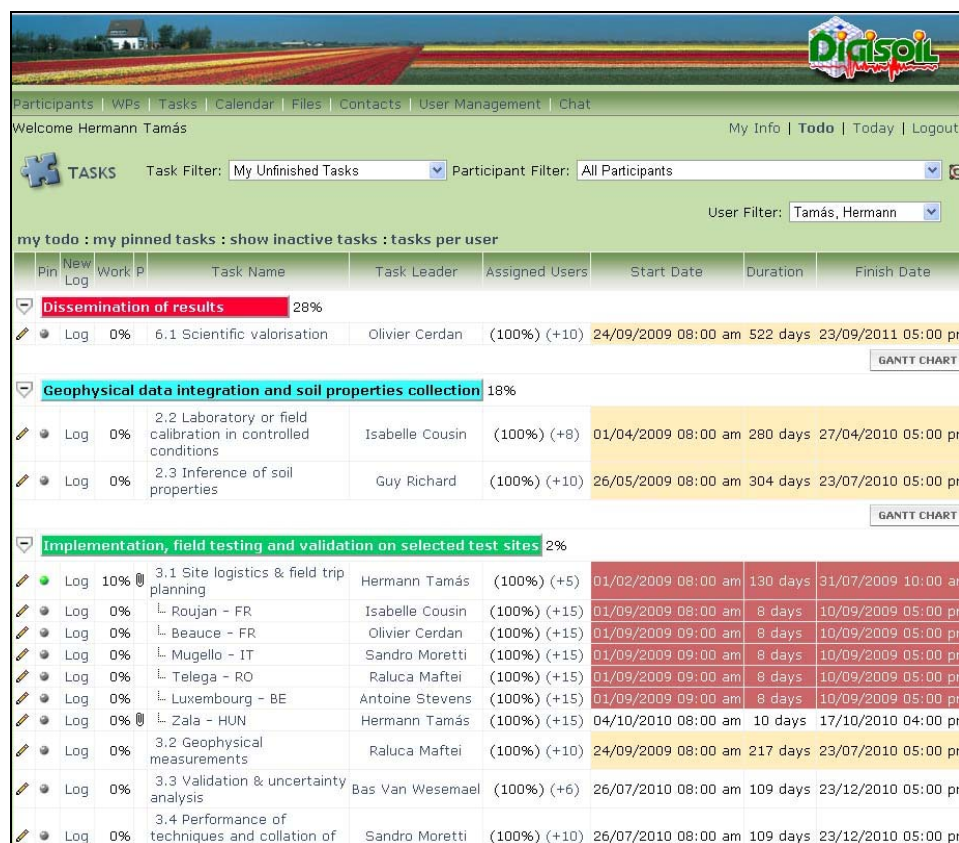 DIGISOIL
Participants | WPs | Tasks | Calendar | Files | Contacts | User Management | Chat
Welcome Hermann Tamás My Info | Todo | Today | Logout
TASKS Task Filter: My Unfinished Tasks Participant Filter: All Participants
User Filter: Tamás, Hermann
my todo : my pinned tasks : show inactive tasks : tasks per user
Pin New Log Work P Task Name Task Leader Assigned Users Start Date Duration Finish Date
Dissemination of results 28%
Log 0% 6.1 Scientific valorisation Olivier Cerdan (100%) (+10) 24/09/2009 08:00 am 522 days 23/09/2011 05:00 pm
GANTT CHART
Geophysical data integration and soil properties collection 18%
Log 0% 2.2 Laboratory or field calibration in controlled conditions Isabelle Cousin (100%) (+8) 01/04/2009 08:00 am 280 days 27/04/2010 05:00 pm
Log 0% 2.3 Inference of soil properties Guy Richard (100%) (+10) 26/05/2009 08:00 am 304 days 23/07/2010 05:00 pm
GANTT CHART
Implementation, field testing and validation on selected test sites 2%
Log 10% 3.1 Site logistics & field trip planning Hermann Tamás (100%) (+5) 01/02/2009 08:00 am 130 days 31/07/2009 10:00 am
Log 0% Roujan - FR Isabelle Cousin (100%) (+15) 01/09/2009 08:00 am 8 days 10/09/2009 05:00 pm
Log 0% Beauce - FR Olivier Cerdan (100%) (+15) 01/09/2009 09:00 am 8 days 10/09/2009 05:00 pm
Log 0% Mugello - IT Sandro Moretti (100%) (+15) 01/09/2009 09:00 am 8 days 10/09/2009 05:00 pm
Log 0% Telega - RO Raluca Maftei (100%) (+15) 01/09/2009 09:00 am 8 days 10/09/2009 05:00 pm
Log 0% Luxembourg - BE Antoine Stevens (100%) (+15) 01/09/2009 09:00 am 8 days 10/09/2009 05:00 pm
Log 0% Zala - HUN Hermann Tamás (100%) (+15) 04/10/2010 08:00 am 10 days 17/10/2010 04:00 pm
Log 0% 3.2 Geophysical measurements Raluca Maftei (100%) (+10) 24/09/2009 08:00 am 217 days 23/07/2010 05:00 pm
Log 0% 3.3 Validation & uncertainty analysis Bas Van Wesemael (100%) (+6) 26/07/2010 08:00 am 109 days 23/12/2010 05:00 pm
Log 0% 3.4 Performance of techniques and collation of Sandro Moretti (100%) (+10) 26/07/2010 08:00 am 109 days 23/12/2010 05:00 pm